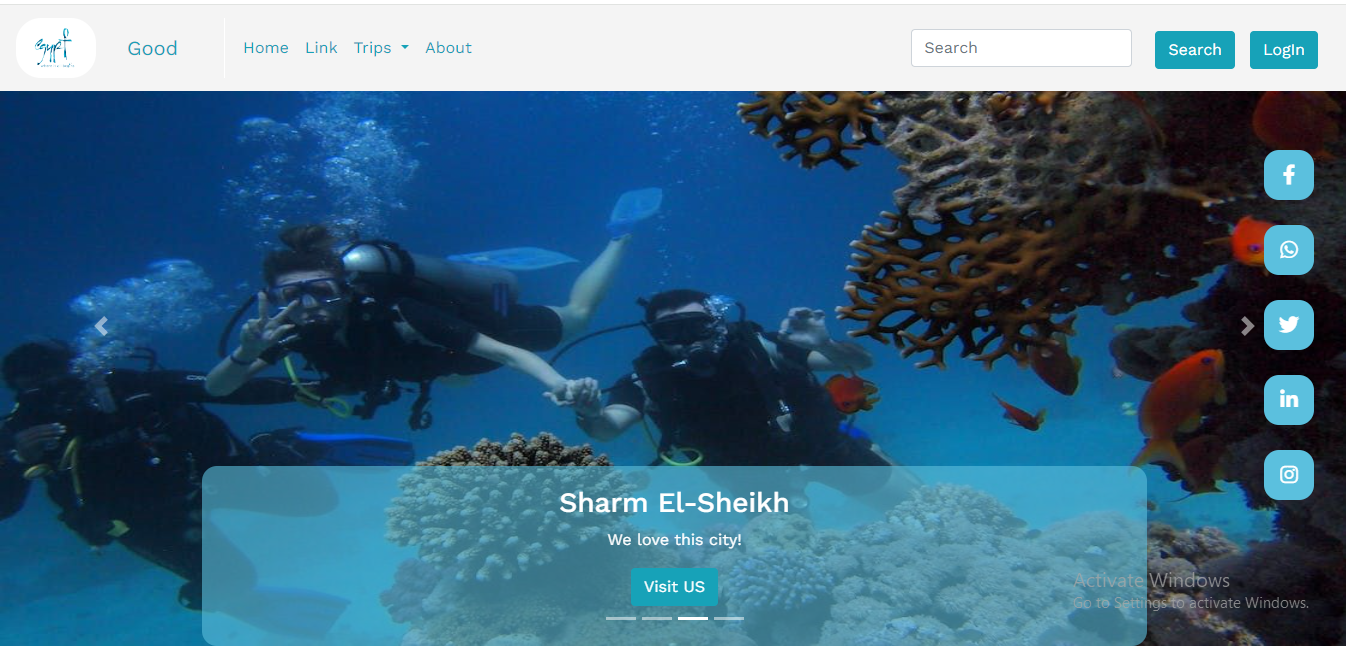 egypt
Good
Home
Link
Trips
About
Search
Search
LogIn
Sharm El-Sheikh
We love this city!
Visit US
Activate Windows
Go to Settings to activate Windows.